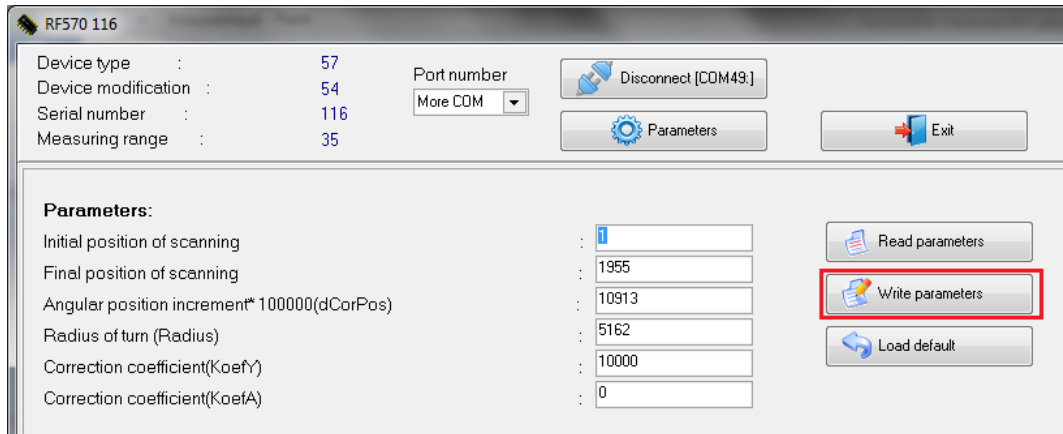 RF570 116
Device type : 57
Device modification : 54
Serial number : 116
Measuring range : 35
Port number
More COM
Disconnect [COM49:]
Parameters
Exit
Parameters:
Initial position of scanning : 1
Final position of scanning : 1955
Angular position increment* 100000(dCorPos) : 10913
Radius of turn (Radius) : 5162
Correction coefficient(KoefY) : 10000
Correction coefficient(KoefA) : 0
Read parameters
Write parameters
Load default